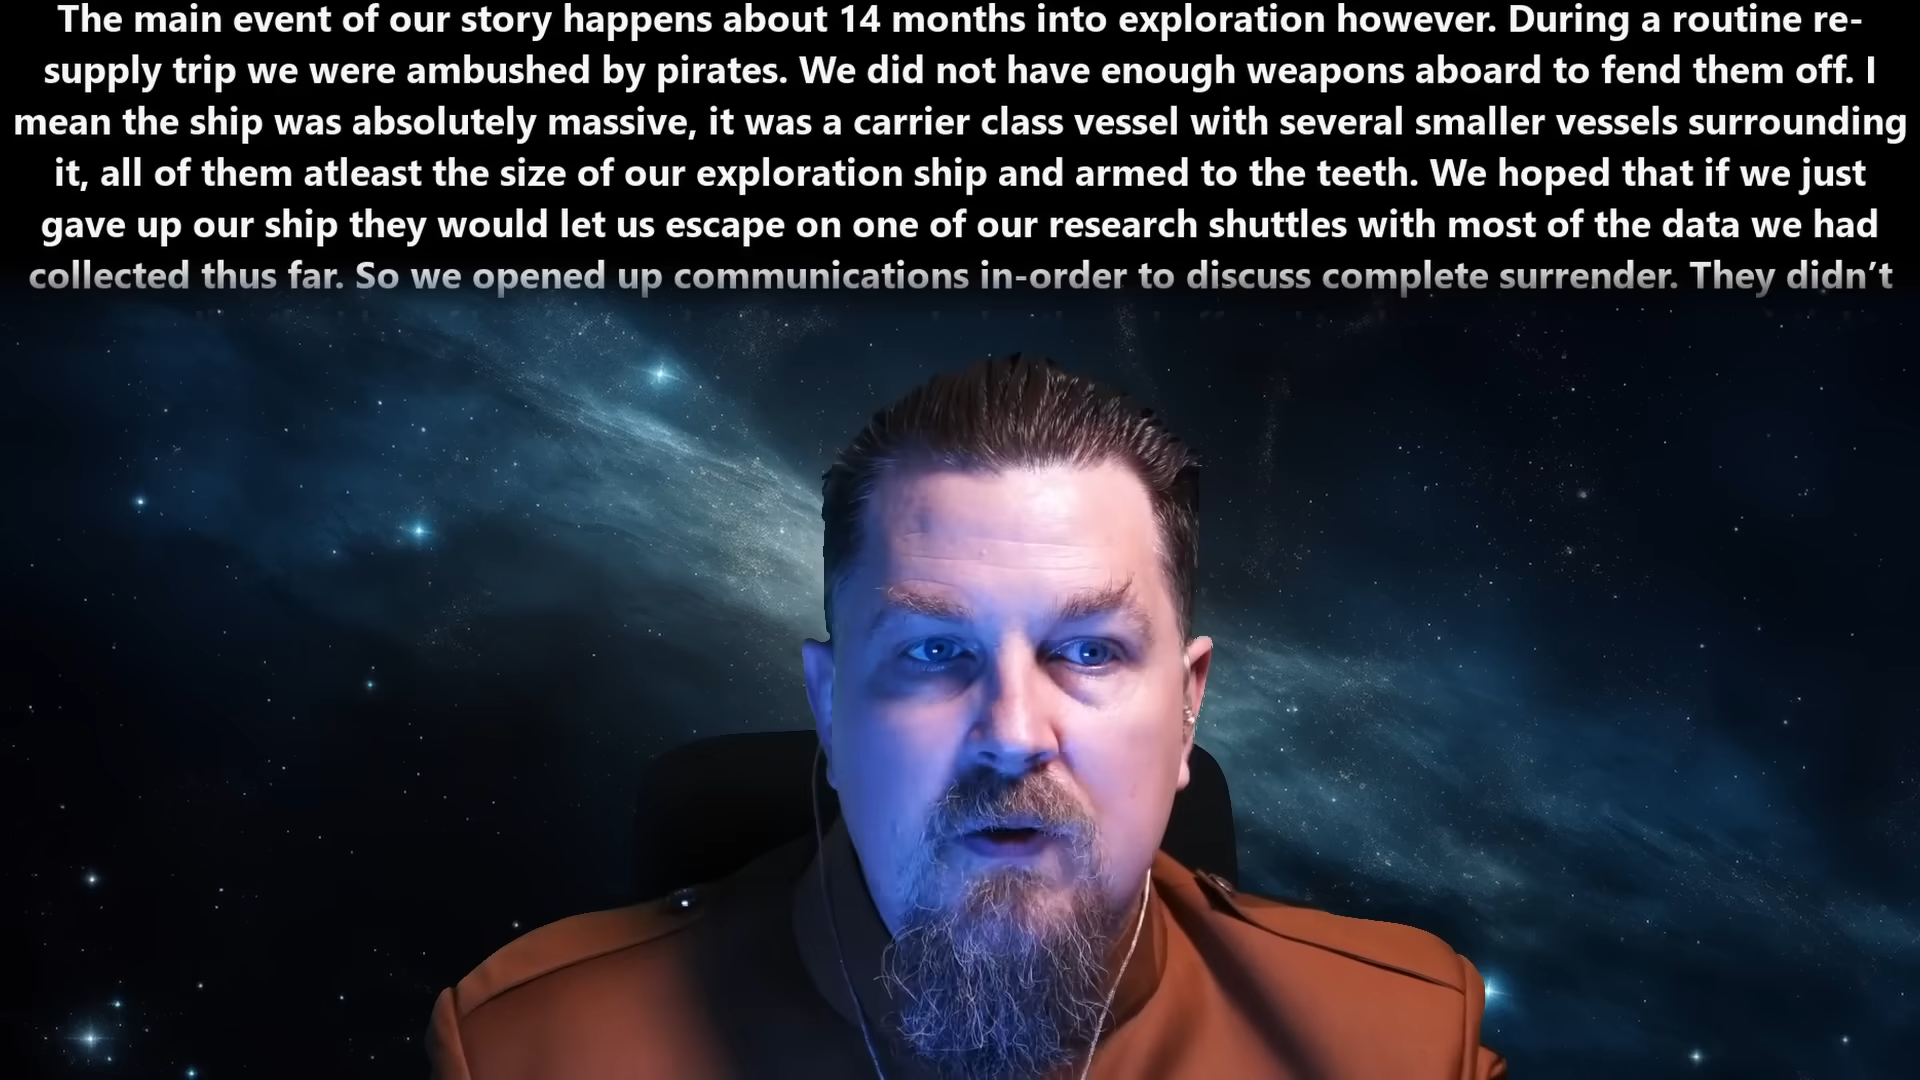 The main event of our story happens about 14 months into exploration however. During a routine re-
supply trip we were ambushed by pirates. We did not have enough weapons aboard to fend them off. I
mean the ship was absolutely massive, it was a carrier class vessel with several smaller vessels surrounding
it, all of them atleast the size of our exploration ship and armed to the teeth. We hoped that if we just
gave up our ship they would let us escape on one of our research shuttles with most of the data we had
collected thus far. So we opened up communications in-order to discuss complete surrender. They didn’t